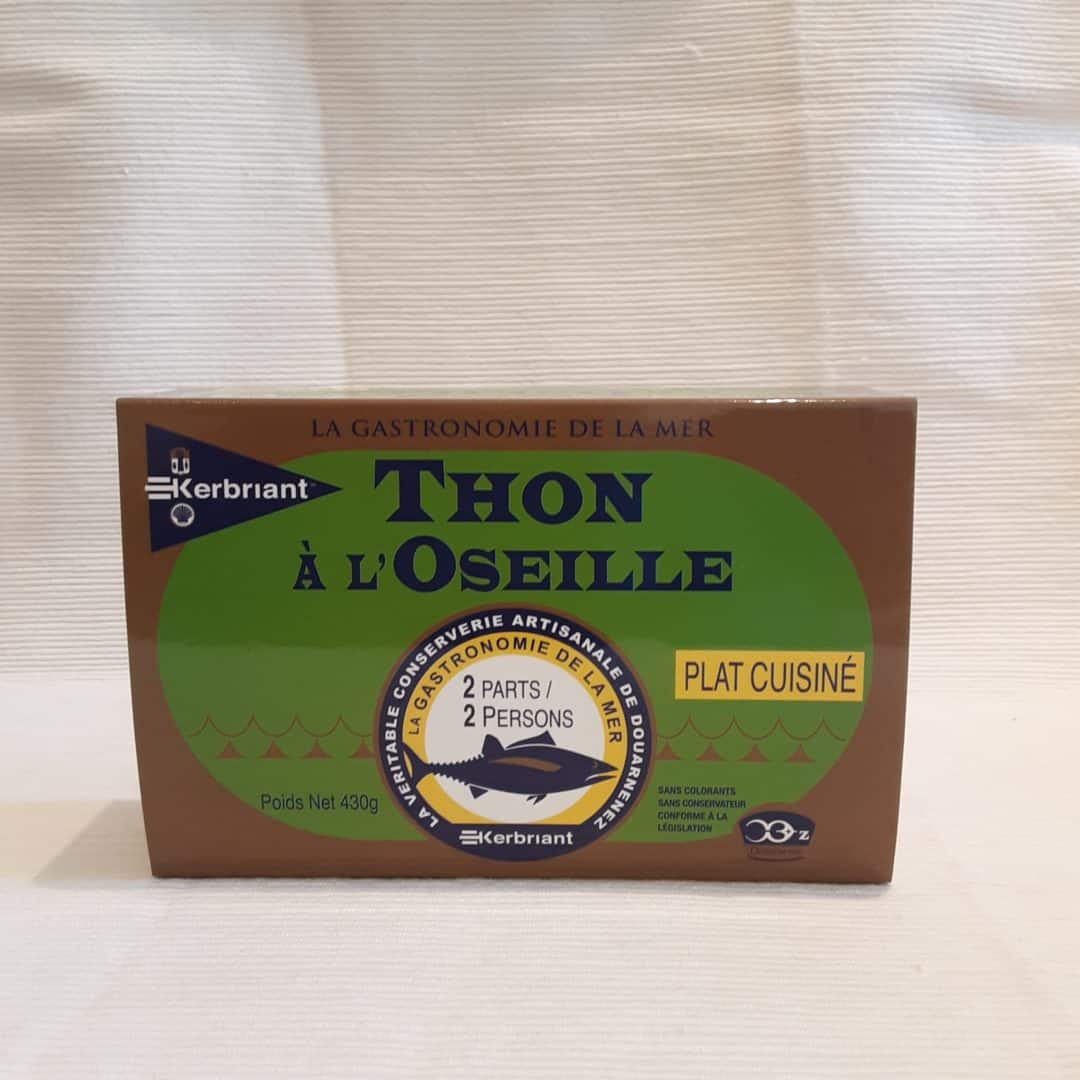 LA GASTRONOMIE DE LA MER
Kerbriant
THON
À L'OSEILLE
LA VERITABLE CONSERVERIE ARTISANALE DE DOUARNENEZ
LA GASTRONOMIE DE LA MER
2 PARTS /
2 PERSONS
PLAT CUISINÉ
Poids Net 430g
SANS COLORANTS
SANS CONSERVATEUR
CONFORME À LA
LÉGISLATION
Kerbriant